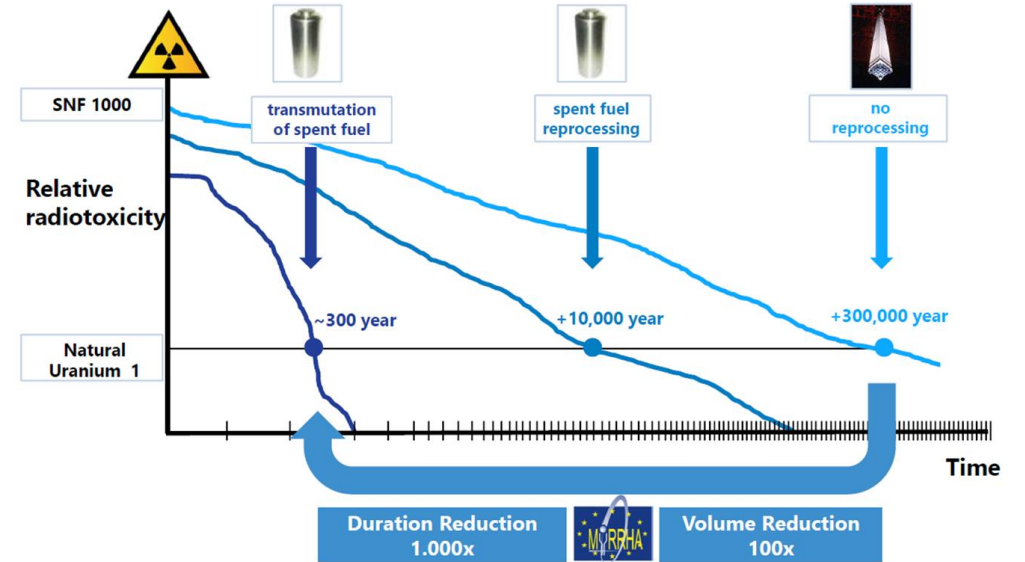 SNF 1000
transmutation
of spent fuel
spent fuel
reprocessing
no
reprocessing
Relative
radiotoxicity
~300 year
+10,000 year
+300,000 year
Natural
Uranium 1
Time
Duration Reduction
1.000x
MYRRHA
Volume Reduction
100x